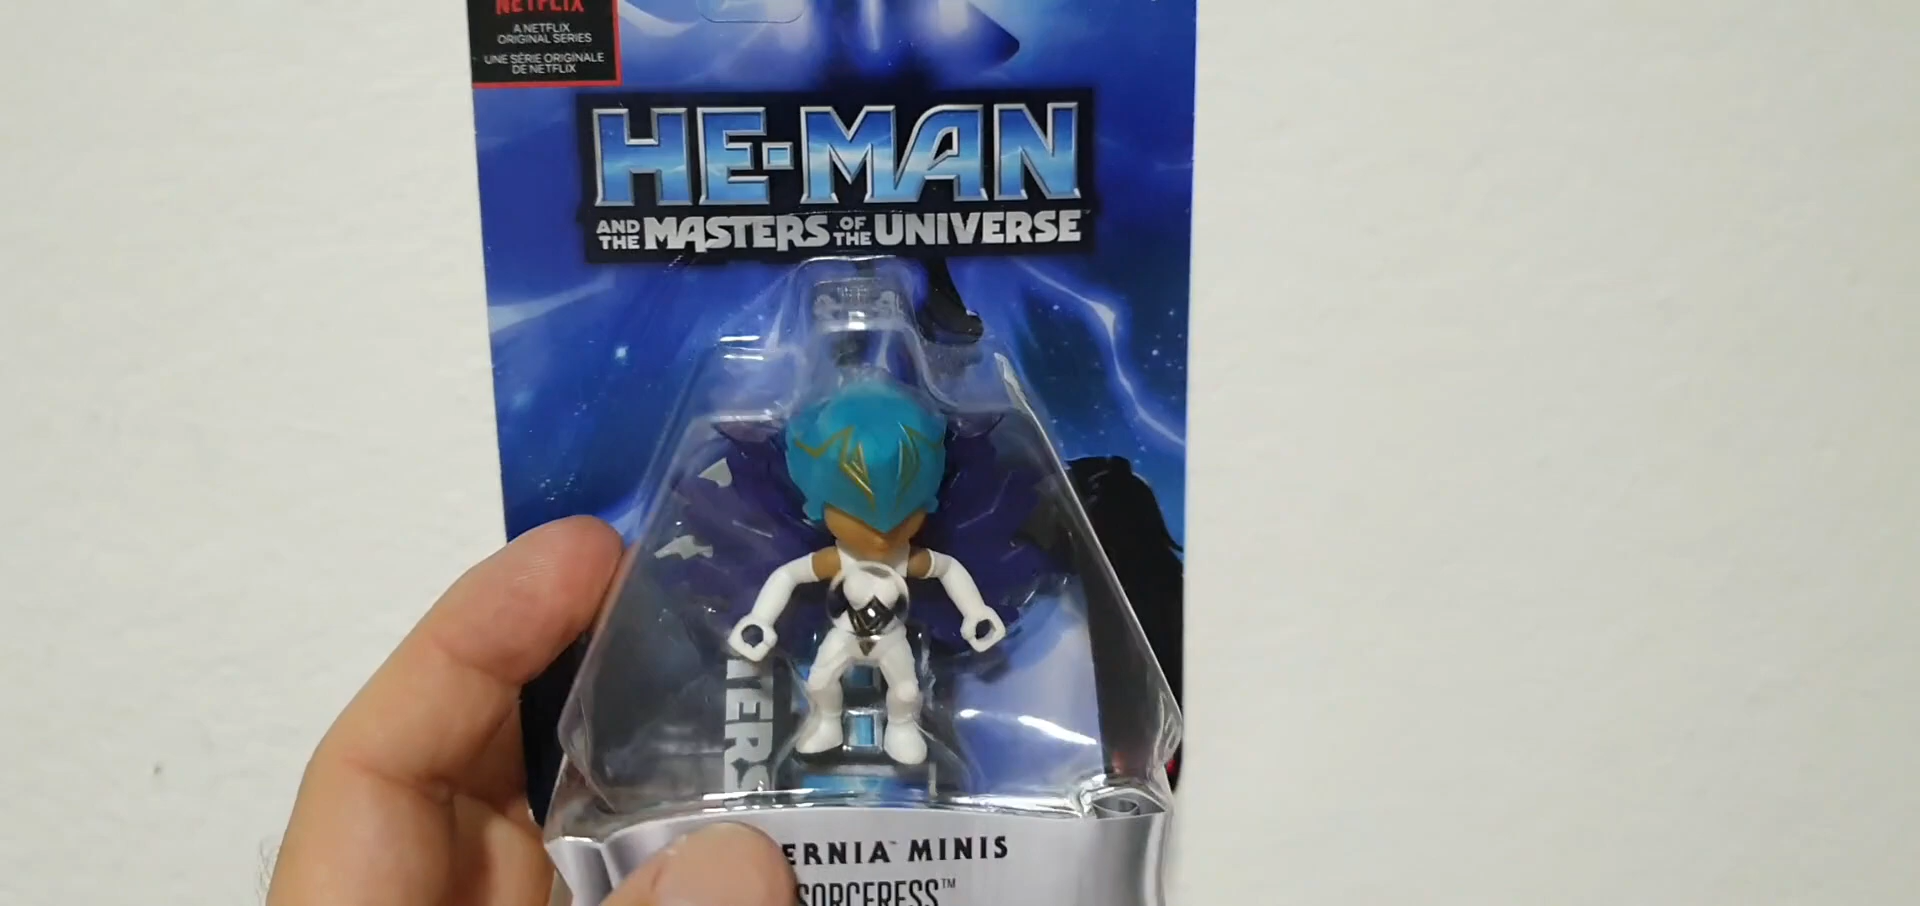 NETFLIX
A NETFLIX
ORIGINAL SERIES
UNE SÉRIE ORIGINALE
DE NETFLIX
HE-MAN
AND THE MASTERS OF THE UNIVERSE
TERS
ERNIA™ MINIS
SORCERESS™